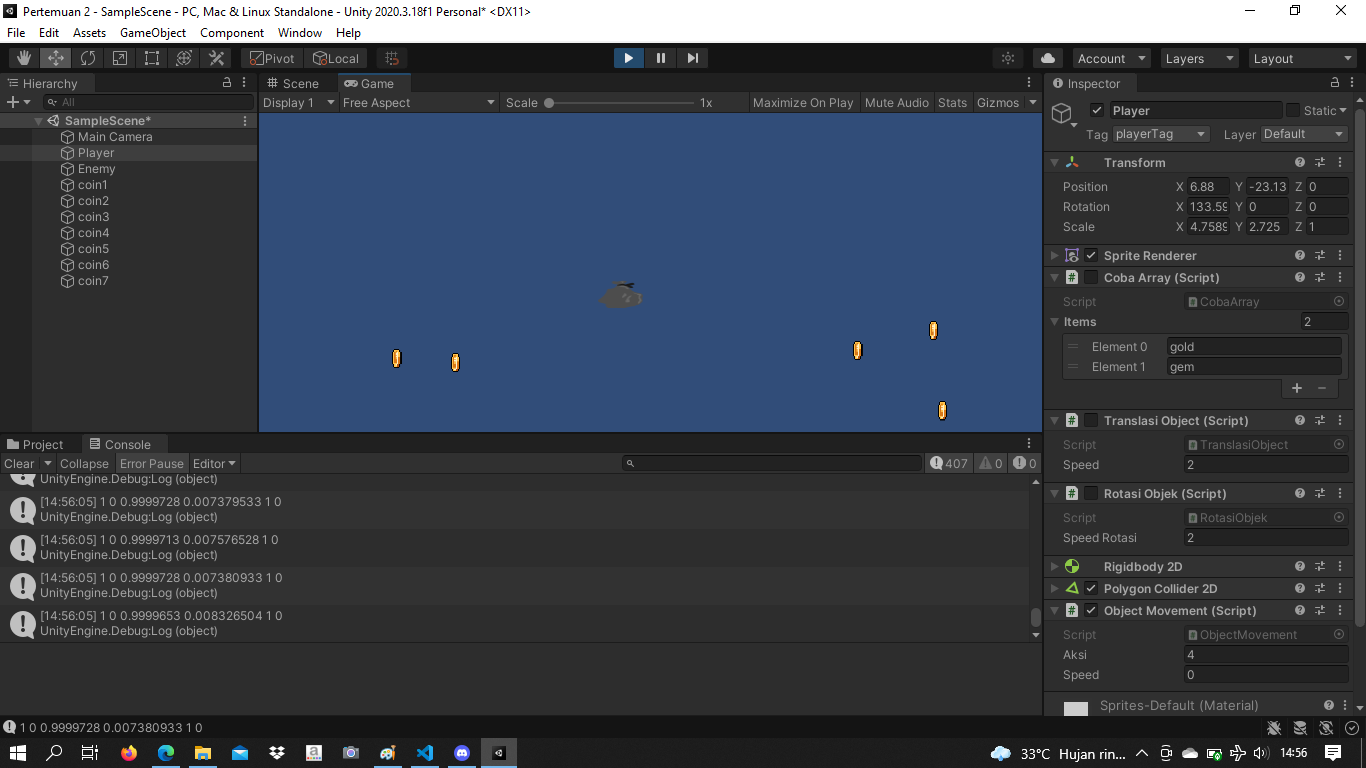 Pertemuan 2 - SampleScene - PC, Mac & Linux Standalone - Unity 2020.3.18f1 Personal* <DX11>
File Edit Assets GameObject Component Window Help
Pivot Local Account Layers Layout
Hierarchy
All
SampleScene*
Main Camera
Player
Enemy
coin1
coin2
coin3
coin4
coin5
coin6
coin7
Scene Game
Display 1 Free Aspect Scale 1x Maximize On Play Mute Audio Stats Gizmos
Inspector
Player Static
Tag playerTag Layer Default
Transform
Position X 6.88 Y -23.13 Z 0
Rotation X 133.59 Y 0 Z 0
Scale X 4.7589 Y 2.725 Z 1
Sprite Renderer
# Coba Array (Script)
Script # CobaArray
Items 2
Element 0 gold
Element 1 gem
+ −
# Translasi Object (Script)
Script # TranslasiObject
Speed 2
# Rotasi Objek (Script)
Script # RotasiObjek
Speed Rotasi 2
Rigidbody 2D
Polygon Collider 2D
# Object Movement (Script)
Script # ObjectMovement
Aksi 4
Speed 0
Sprites-Default (Material)
Project Console
Clear Collapse Error Pause Editor 407 0 0
UnityEngine.Debug:Log (object)
[14:56:05] 1 0 0.9999728 0.007379533 1 0
UnityEngine.Debug:Log (object)
[14:56:05] 1 0 0.9999713 0.007576528 1 0
UnityEngine.Debug:Log (object)
[14:56:05] 1 0 0.9999728 0.007380933 1 0
UnityEngine.Debug:Log (object)
[14:56:05] 1 0 0.9999653 0.008326504 1 0
UnityEngine.Debug:Log (object)
1 0 0.9999728 0.007380933 1 0
33°C Hujan rin... 14:56